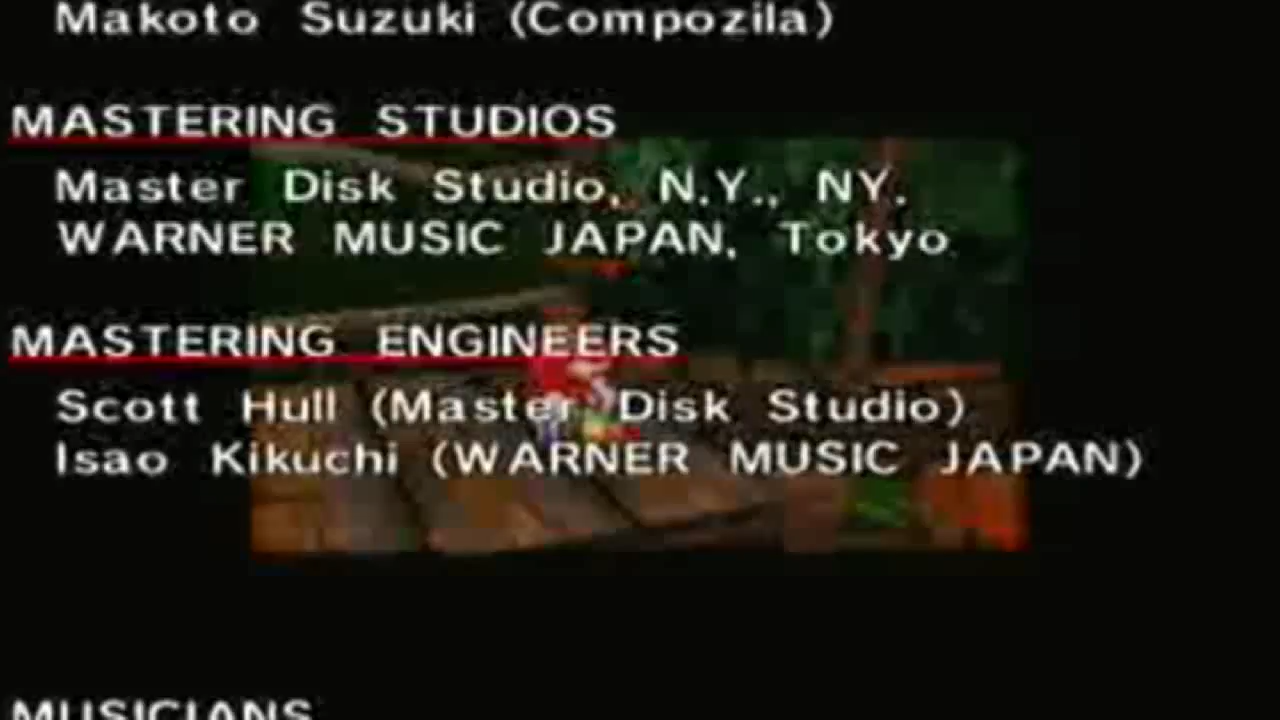 Makoto Suzuki (Compozila)
MASTERING STUDIOS
Master Disk Studio, N.Y., NY.
WARNER MUSIC JAPAN, Tokyo
MASTERING ENGINEERS
Scott Hull (Master Disk Studio)
Isao Kikuchi (WARNER MUSIC JAPAN)
MUSICIANS